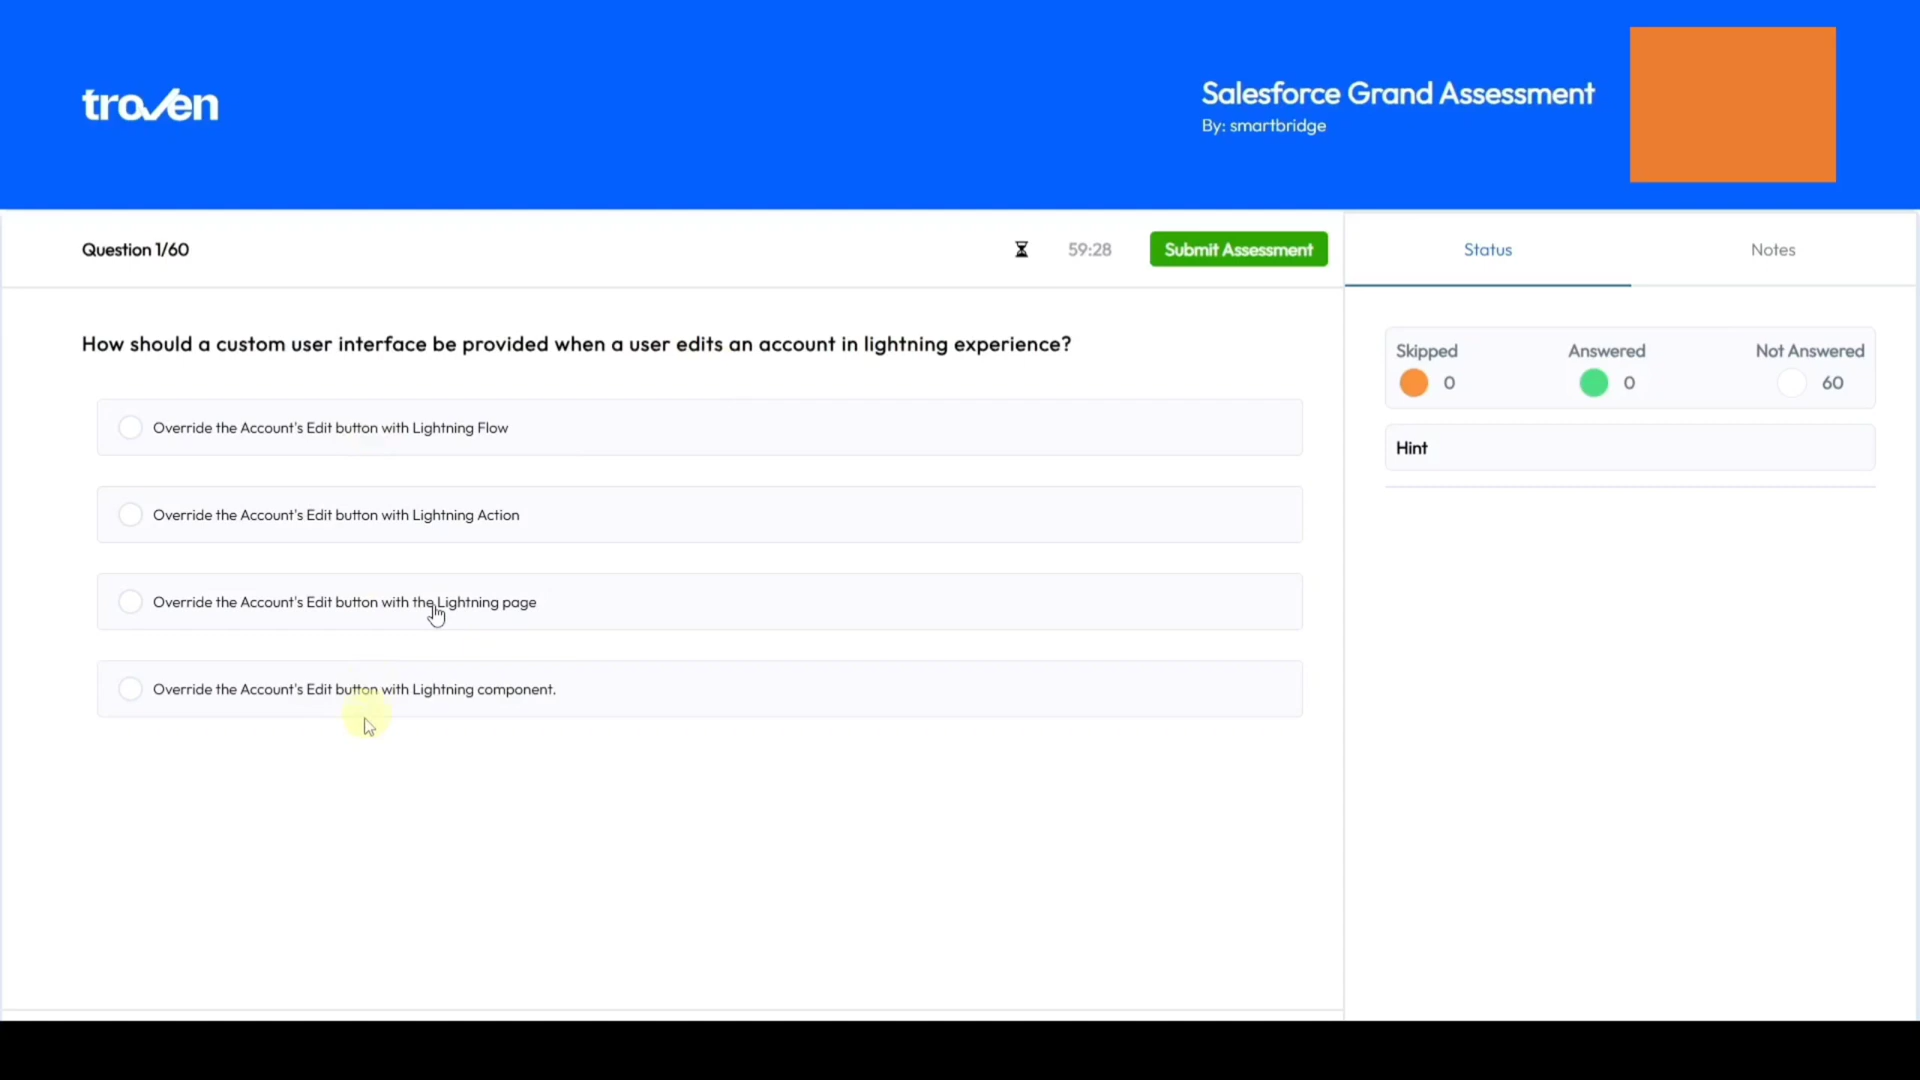 troven
Salesforce Grand Assessment
By: smartbridge
Question 1/60
59:28
Submit Assessment
Status
Notes
How should a custom user interface be provided when a user edits an account in lightning experience?
Override the Account's Edit button with Lightning Flow
Override the Account's Edit button with Lightning Action
Override the Account's Edit button with the Lightning page
Override the Account's Edit button with Lightning component.
Skipped
0
Answered
0
Not Answered
60
Hint